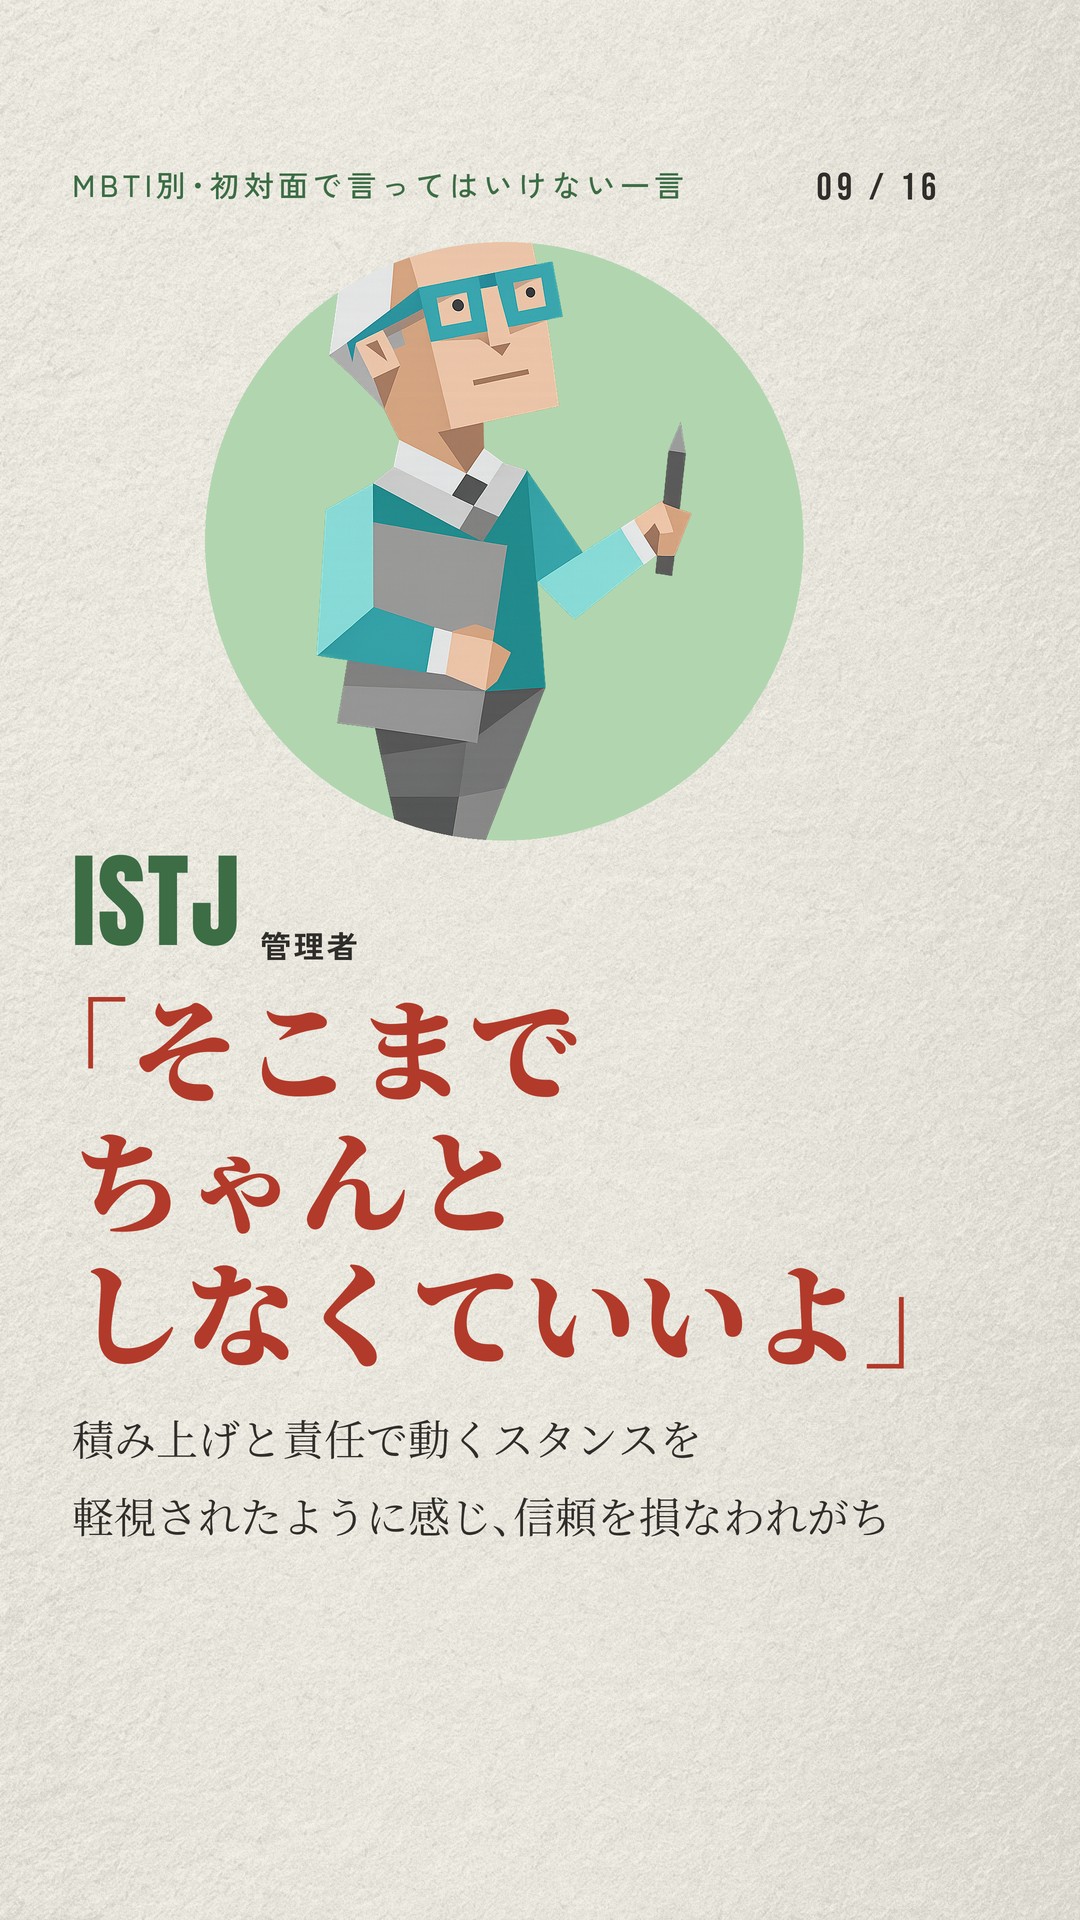 MBTI別・初対面で言ってはいけない一言
09 / 16
ISTJ 管理者
「そこまで
ちゃんと
しなくていいよ」
積み上げと責任で動くスタンスを
軽視されたように感じ、信頼を損なわれがち